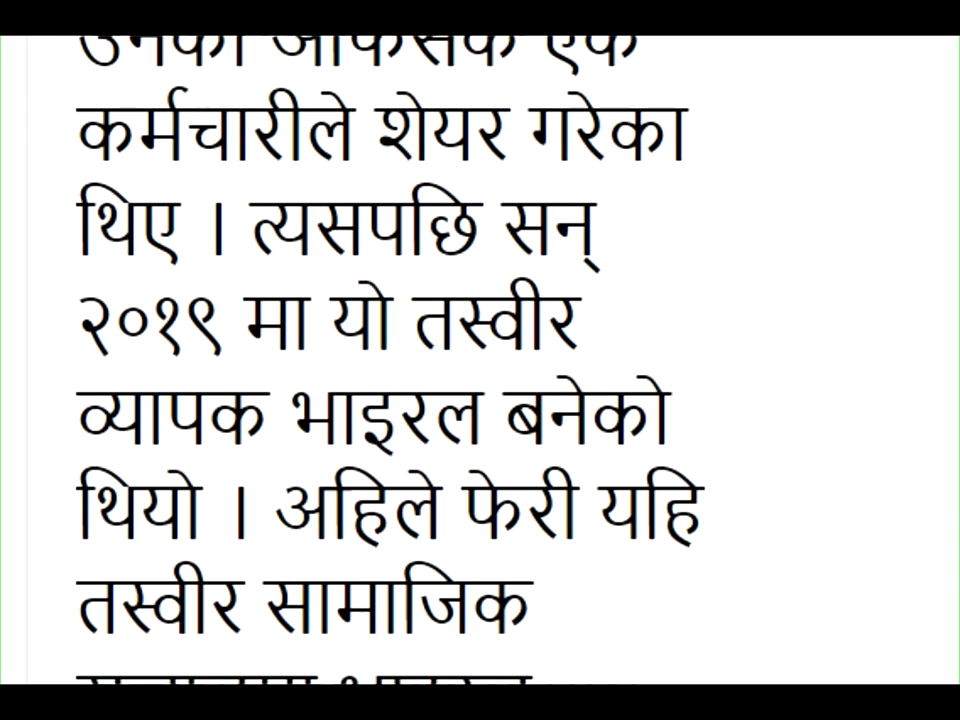 कर्मचारीले शेयर गरेका
थिए । त्यसपछि सन्
२०१९ मा यो तस्वीर
व्यापक भाइरल बनेको
थियो । अहिले फेरी यहि
तस्वीर सामाजिक